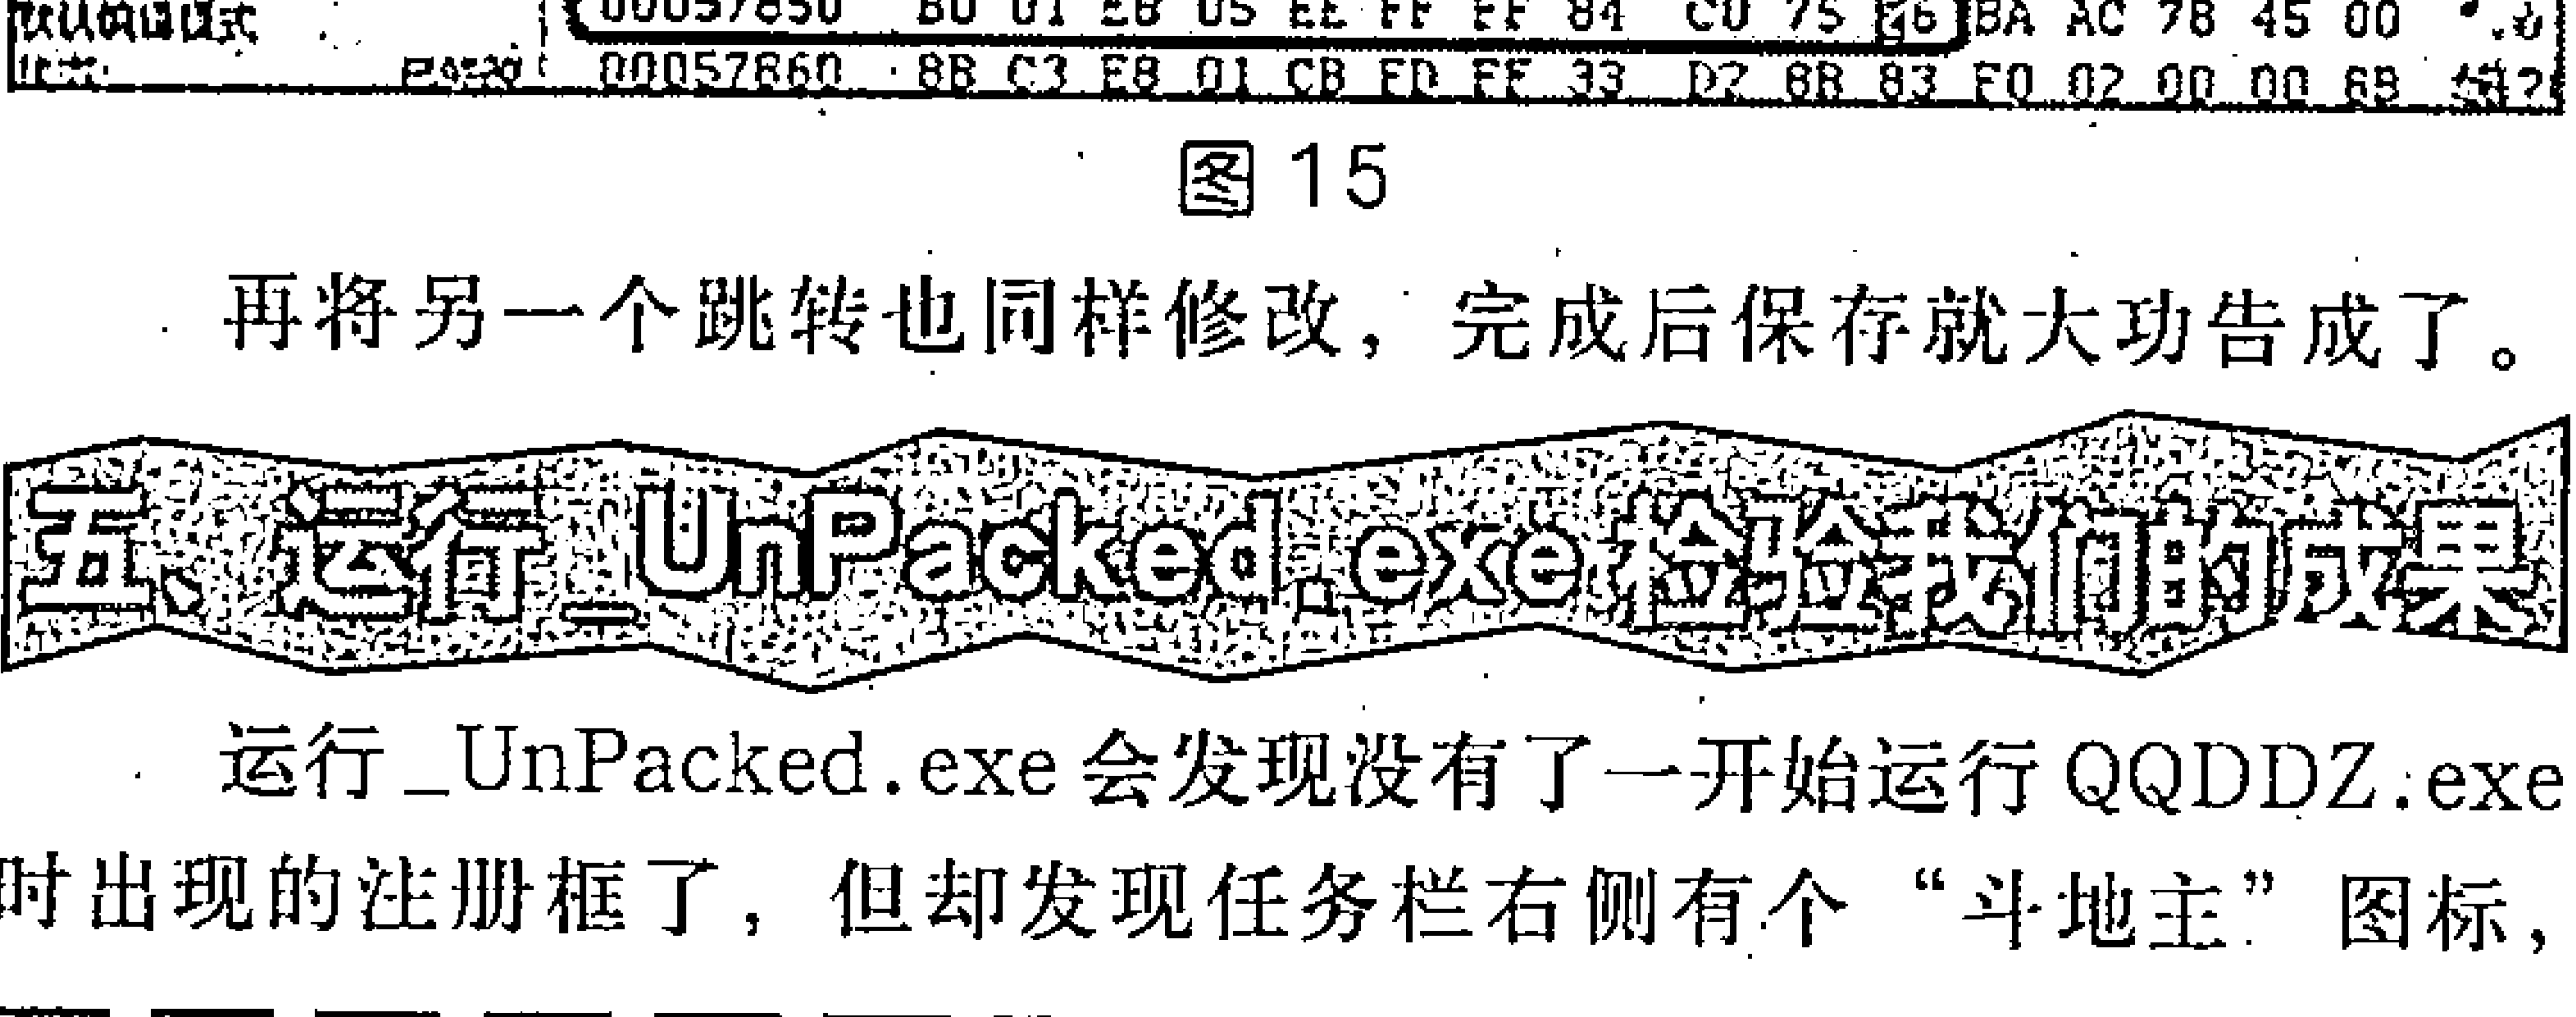 00057850 B0 01 E8 05 EE FF FF 84 C0 75 BA AC 78 45 00
00057860 8B C3 E8 01 CB FD FF 33 D2 8B 83 F0 02 00 00 8B
图 15
再将另一个跳转也同样修改，完成后保存就大功告成了。
五、运行_UnPacked.exe检验我们的成果
运行_UnPacked.exe会发现没有了一开始运行QQDDZ.exe
时出现的注册框了，但却发现任务栏右侧有个“斗地主”图标，